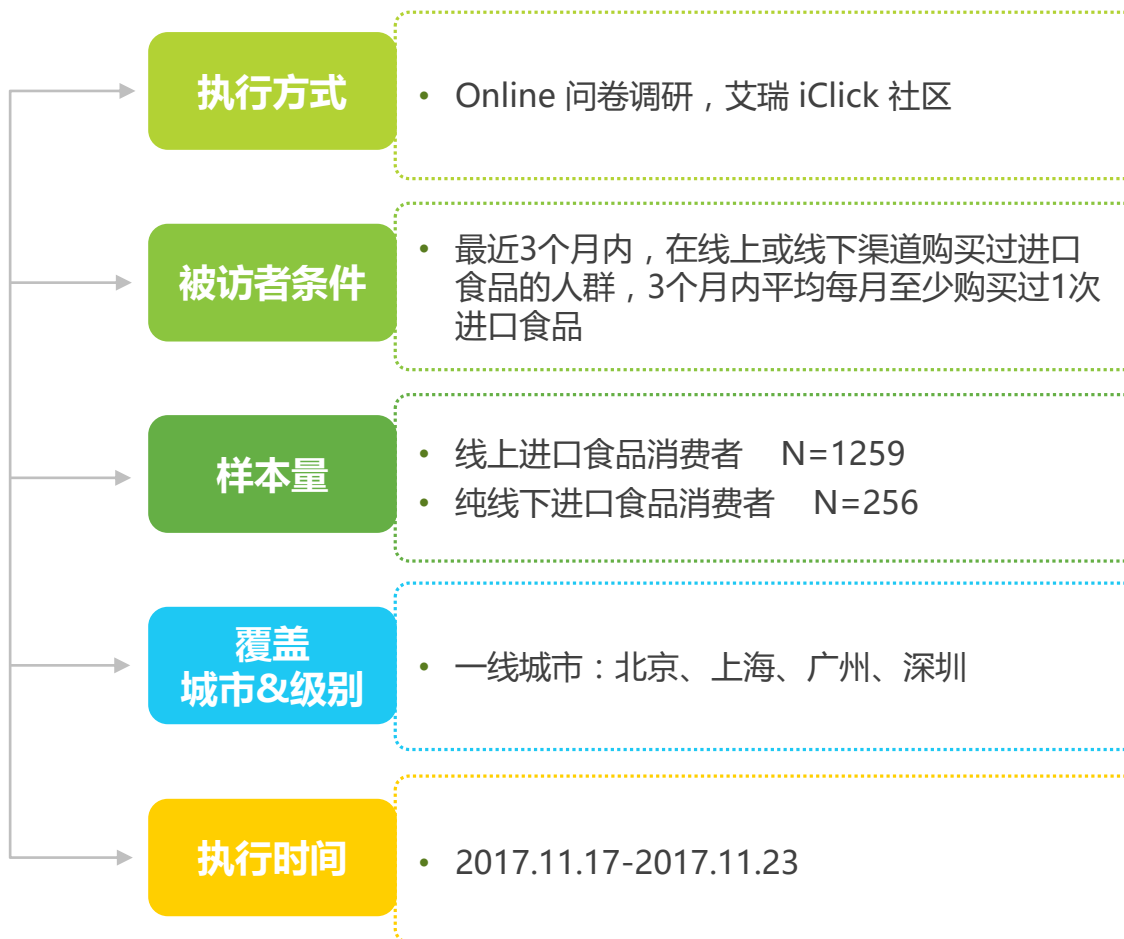 执行方式
• Online 问卷调研，艾瑞 iClick 社区
被访者条件
• 最近3个月内，在线上或线下渠道购买过进口
食品的人群，3个月内平均每月至少购买过1次
进口食品
样本量
• 线上进口食品消费者 N=1259
• 纯线下进口食品消费者 N=256
覆盖
城市&级别
• 一线城市：北京、上海、广州、深圳
执行时间
• 2017.11.17-2017.11.23